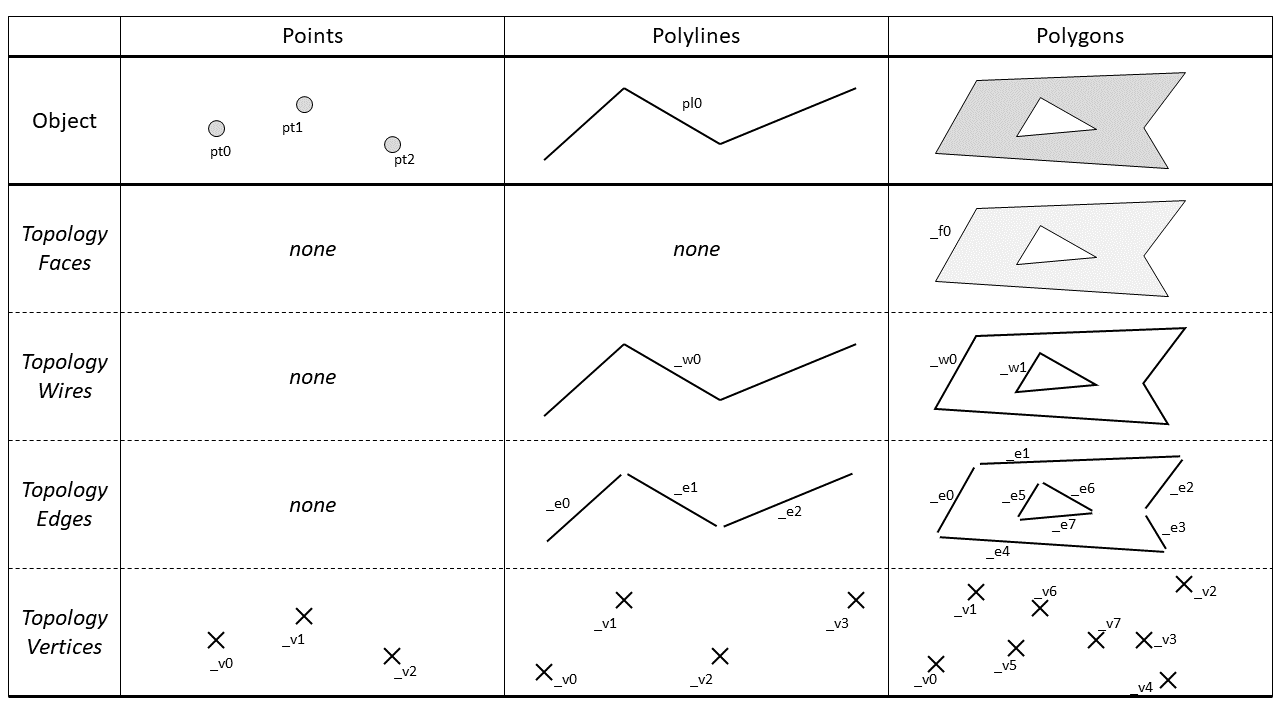 Points Polylines Polygons
Object
pt0 pt1 pt2
pl0
Topology
Faces
none none
_f0
Topology
Wires
none
_w0
_w0 _w1
Topology
Edges
none
_e0 _e1 _e2
_e0 _e1 _e2 _e3 _e4 _e5 _e6 _e7
Topology
Vertices
_v0 _v1 _v2
_v0 _v1 _v2 _v3
_v0 _v1 _v2 _v3 _v4 _v5 _v6 _v7